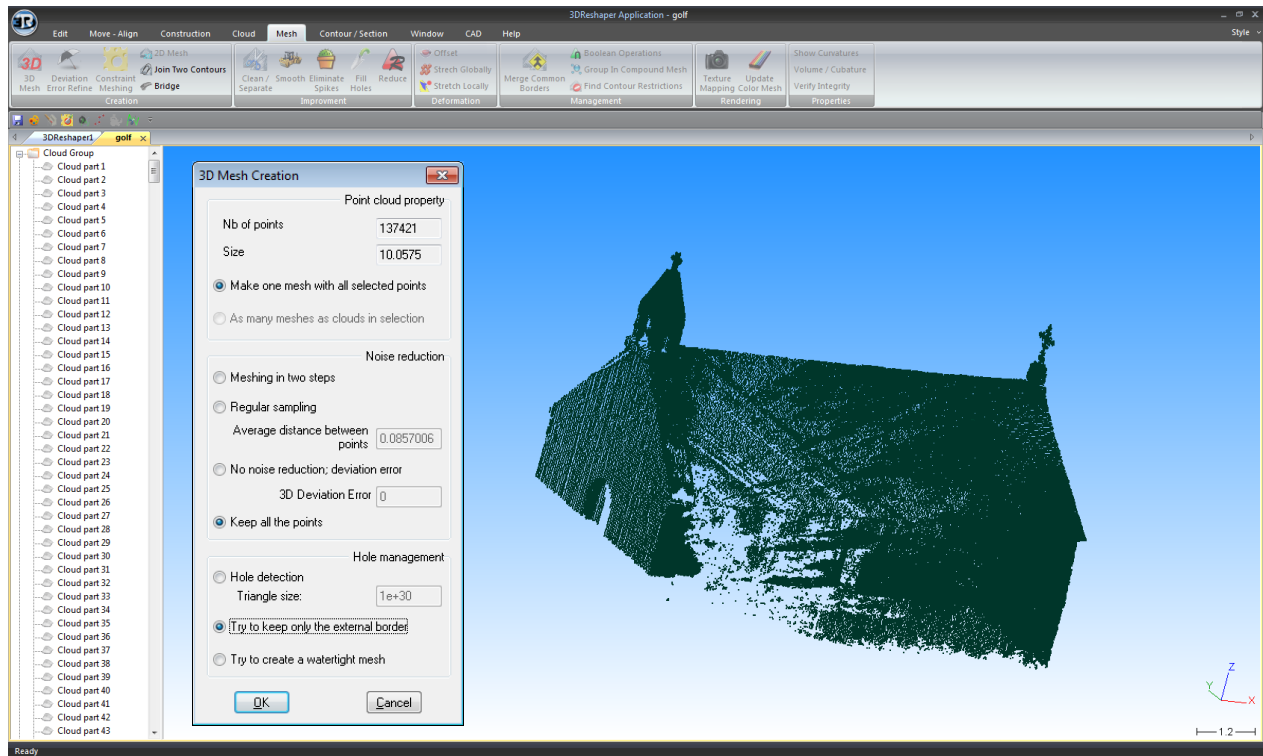 3DReshaper Application - golf
Edit Move - Align Construction Cloud Mesh Contour / Section Window CAD Help Style
3D Mesh
Deviation Error Refine
Constraint Meshing
2D Mesh
Join Two Contours
Bridge
Creation
Clean / Separate
Smooth
Eliminate Spikes
Fill Holes
Reduce
Improvment
Offset
Strech Globally
Stretch Locally
Deformation
Merge Common Borders
Boolean Operations
Group In Compound Mesh
Find Contour Restrictions
Management
Texture Mapping
Update Color Mesh
Rendering
Show Curvatures
Volume / Cubature
Verify Integrity
Properties
3DReshaper1 golf
Cloud Group
Cloud part 1
Cloud part 2
Cloud part 3
Cloud part 4
Cloud part 5
Cloud part 6
Cloud part 7
Cloud part 8
Cloud part 9
Cloud part 10
Cloud part 11
Cloud part 12
Cloud part 13
Cloud part 14
Cloud part 15
Cloud part 16
Cloud part 17
Cloud part 18
Cloud part 19
Cloud part 20
Cloud part 21
Cloud part 22
Cloud part 23
Cloud part 24
Cloud part 25
Cloud part 26
Cloud part 27
Cloud part 28
Cloud part 29
Cloud part 30
Cloud part 31
Cloud part 32
Cloud part 33
Cloud part 34
Cloud part 35
Cloud part 36
Cloud part 37
Cloud part 38
Cloud part 39
Cloud part 40
Cloud part 41
Cloud part 42
Cloud part 43
3D Mesh Creation
Point cloud property
Nb of points 137421
Size 10.0575
Make one mesh with all selected points
As many meshes as clouds in selection
Noise reduction
Meshing in two steps
Regular sampling
Average distance between
points 0.0857006
No noise reduction; deviation error
3D Deviation Error 0
Keep all the points
Hole management
Hole detection
Triangle size: 1e+30
Try to keep only the external border
Try to create a watertight mesh
OK Cancel
Z
Y
X
1.2
Ready